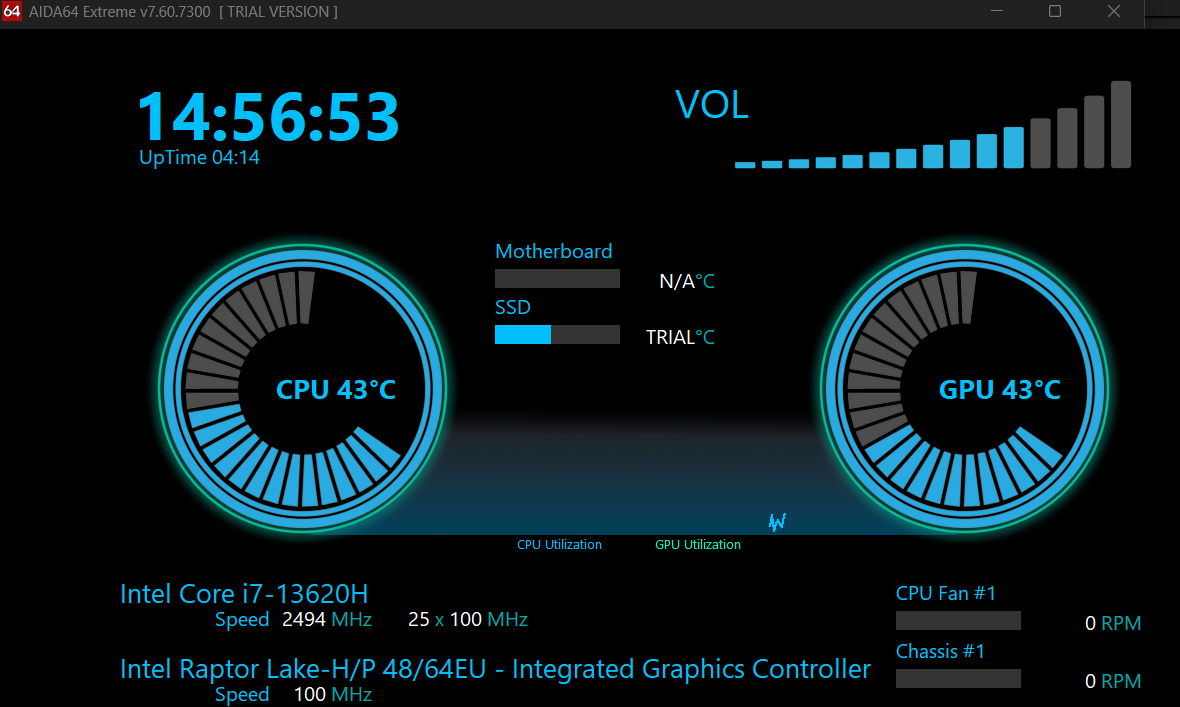 64 AIDA64 Extreme v7.60.7300 [ TRIAL VERSION ]
14:56:53
UpTime 04:14
VOL
Motherboard
N/A°C
SSD
TRIAL°C
CPU 43°C
GPU 43°C
CPU Utilization
GPU Utilization
Intel Core i7-13620H
Speed 2494 MHz 25 x 100 MHz
Intel Raptor Lake-H/P 48/64EU - Integrated Graphics Controller
Speed 100 MHz
CPU Fan #1
0 RPM
Chassis #1
0 RPM